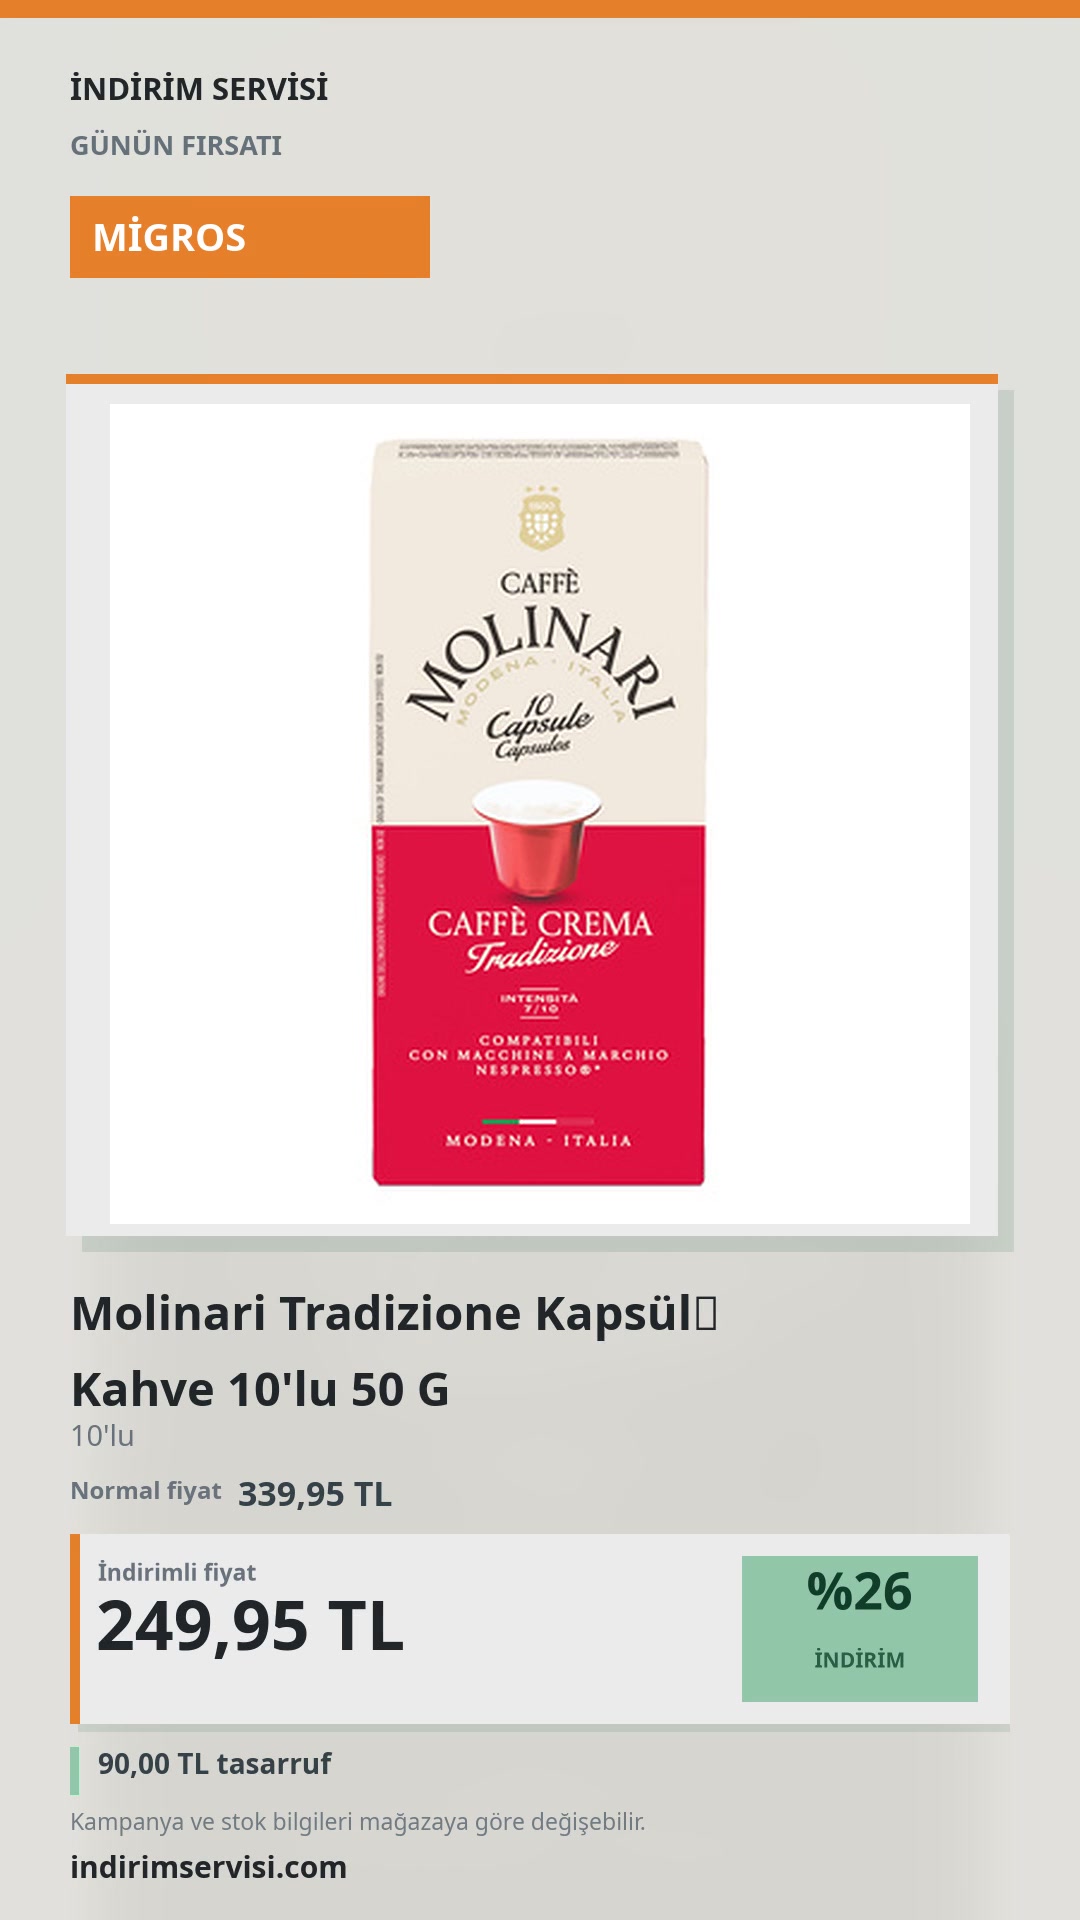 İNDİRİM SERVİSİ
GÜNÜN FIRSATI
MİGROS
CAFFÈ
MOLINARI
MODENA · ITALIA
10
Capsule
Capsules
CAFFÈ CREMA
Tradizione
INTENSITÀ
7/10
COMPATIBILI
CON MACCHINE A MARCHIO
NESPRESSO®*
MODENA - ITALIA
Molinari Tradizione Kapsül
Kahve 10'lu 50 G
10'lu
Normal fiyat 339,95 TL
İndirimli fiyat
249,95 TL
%26
İNDİRİM
90,00 TL tasarruf
Kampanya ve stok bilgileri mağazaya göre değişebilir.
indirimservisi.com